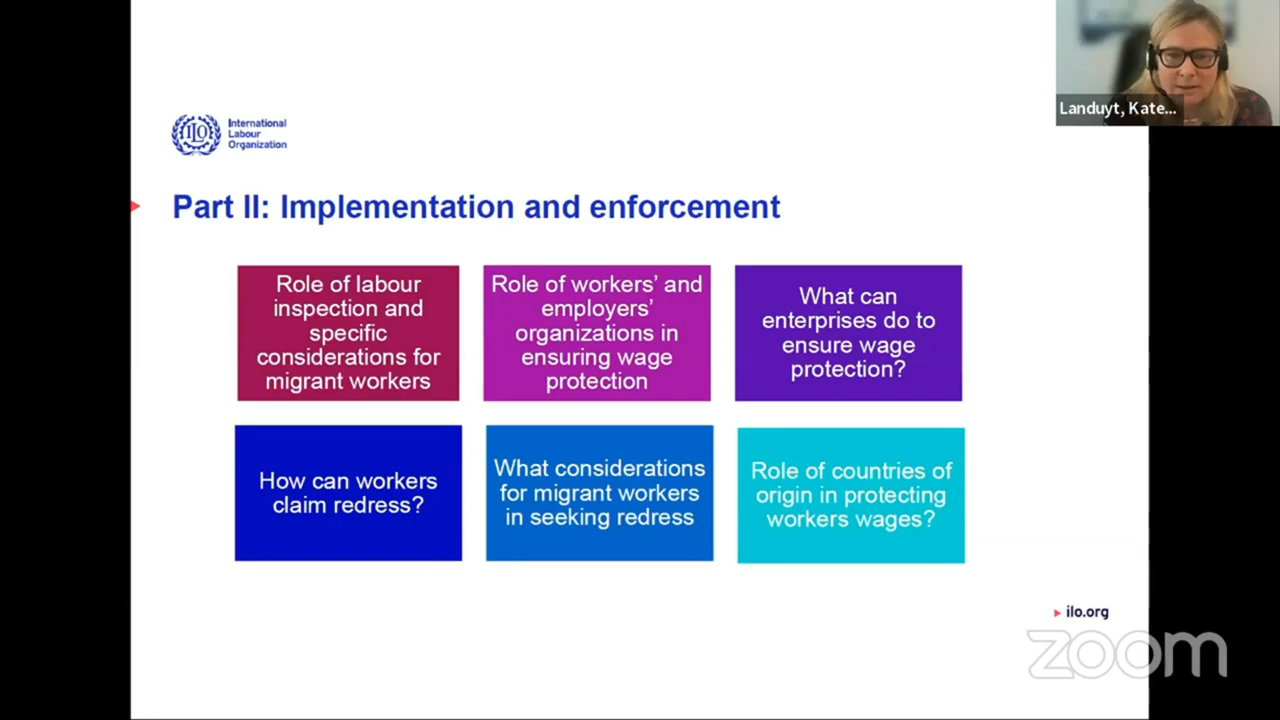 Landuyt, Kate...
International
Labour
Organization
Part II: Implementation and enforcement
Role of labour
inspection and
specific
considerations for
migrant workers
Role of workers’ and
employers’
organizations in
ensuring wage
protection
What can
enterprises do to
ensure wage
protection?
How can workers
claim redress?
What considerations
for migrant workers
in seeking redress
Role of countries of
origin in protecting
workers wages?
ilo.org
zoom